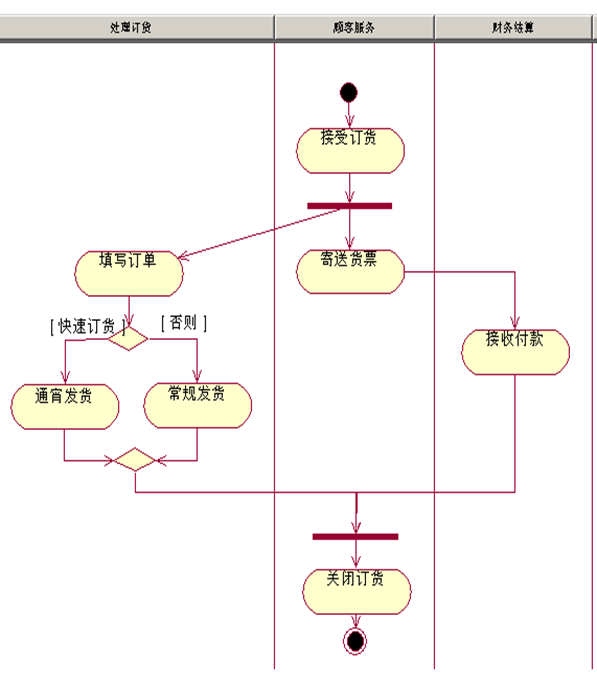 处理订货
顾客服务
财务结算
接受订货
填写订单
寄送货票
[ 快速订货 ]
[ 否则 ]
接收付款
通宵发货
常规发货
关闭订货